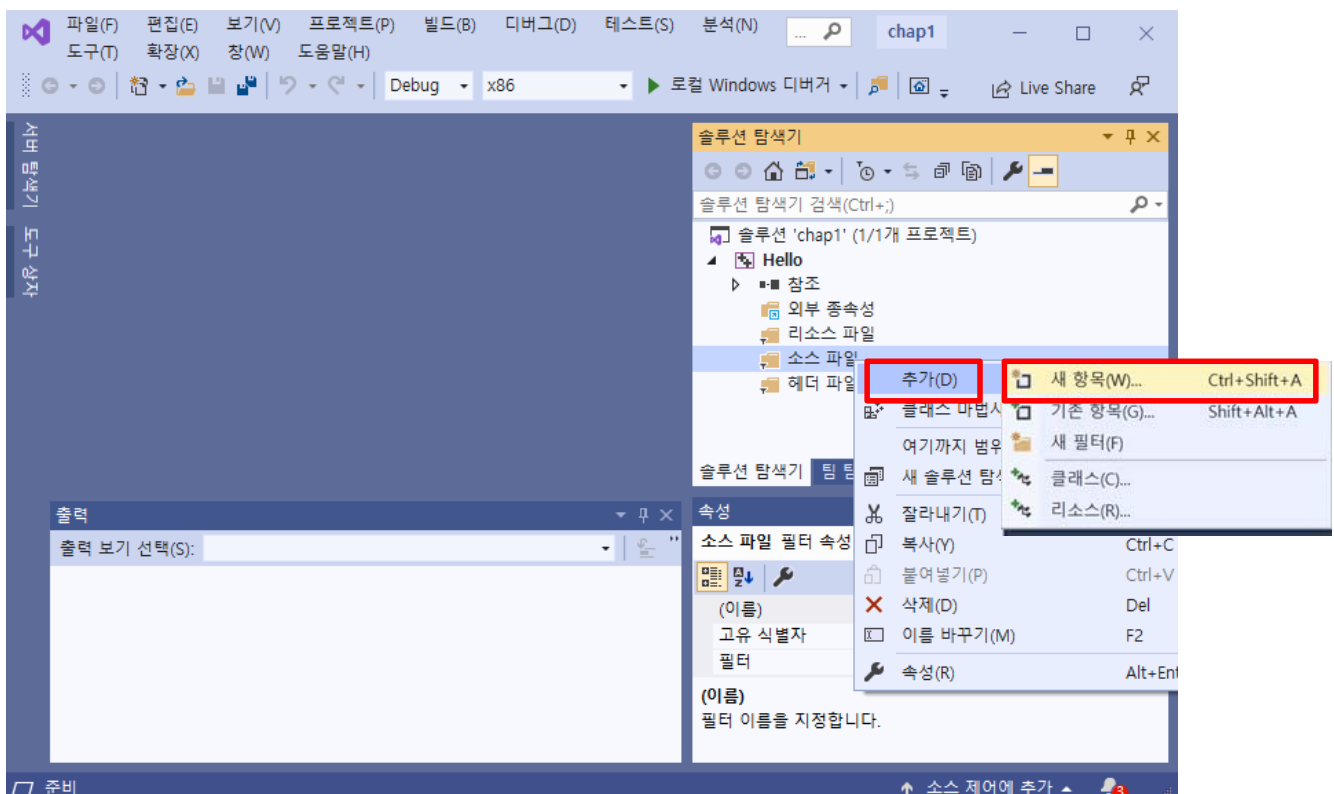 파일(F) 편집(E) 보기(V) 프로젝트(P) 빌드(B) 디버그(D) 테스트(S) 분석(N) ... chap1
도구(T) 확장(X) 창(W) 도움말(H)
Debug x86 로컬 Windows 디버거 Live Share
서버 탐색기
도구 상자
솔루션 탐색기
솔루션 탐색기 검색(Ctrl+;)
솔루션 'chap1' (1/1개 프로젝트)
Hello
참조
외부 종속성
리소스 파일
소스 파일
헤더 파일
추가(D)
새 항목(W)... Ctrl+Shift+A
기존 항목(G)... Shift+Alt+A
새 필터(F)
클래스(C)...
리소스(R)...
클래스 마법사
여기까지 범위
새 솔루션 탐색
잘라내기(T)
복사(Y) Ctrl+C
붙여넣기(P) Ctrl+V
삭제(D) Del
이름 바꾸기(M) F2
속성(R) Alt+Ent
솔루션 탐색기 팀
출력
출력 보기 선택(S):
속성
소스 파일 필터 속성
(이름)
고유 식별자
필터
(이름)
필터 이름을 지정합니다.
준비
소스 제어에 추가 3